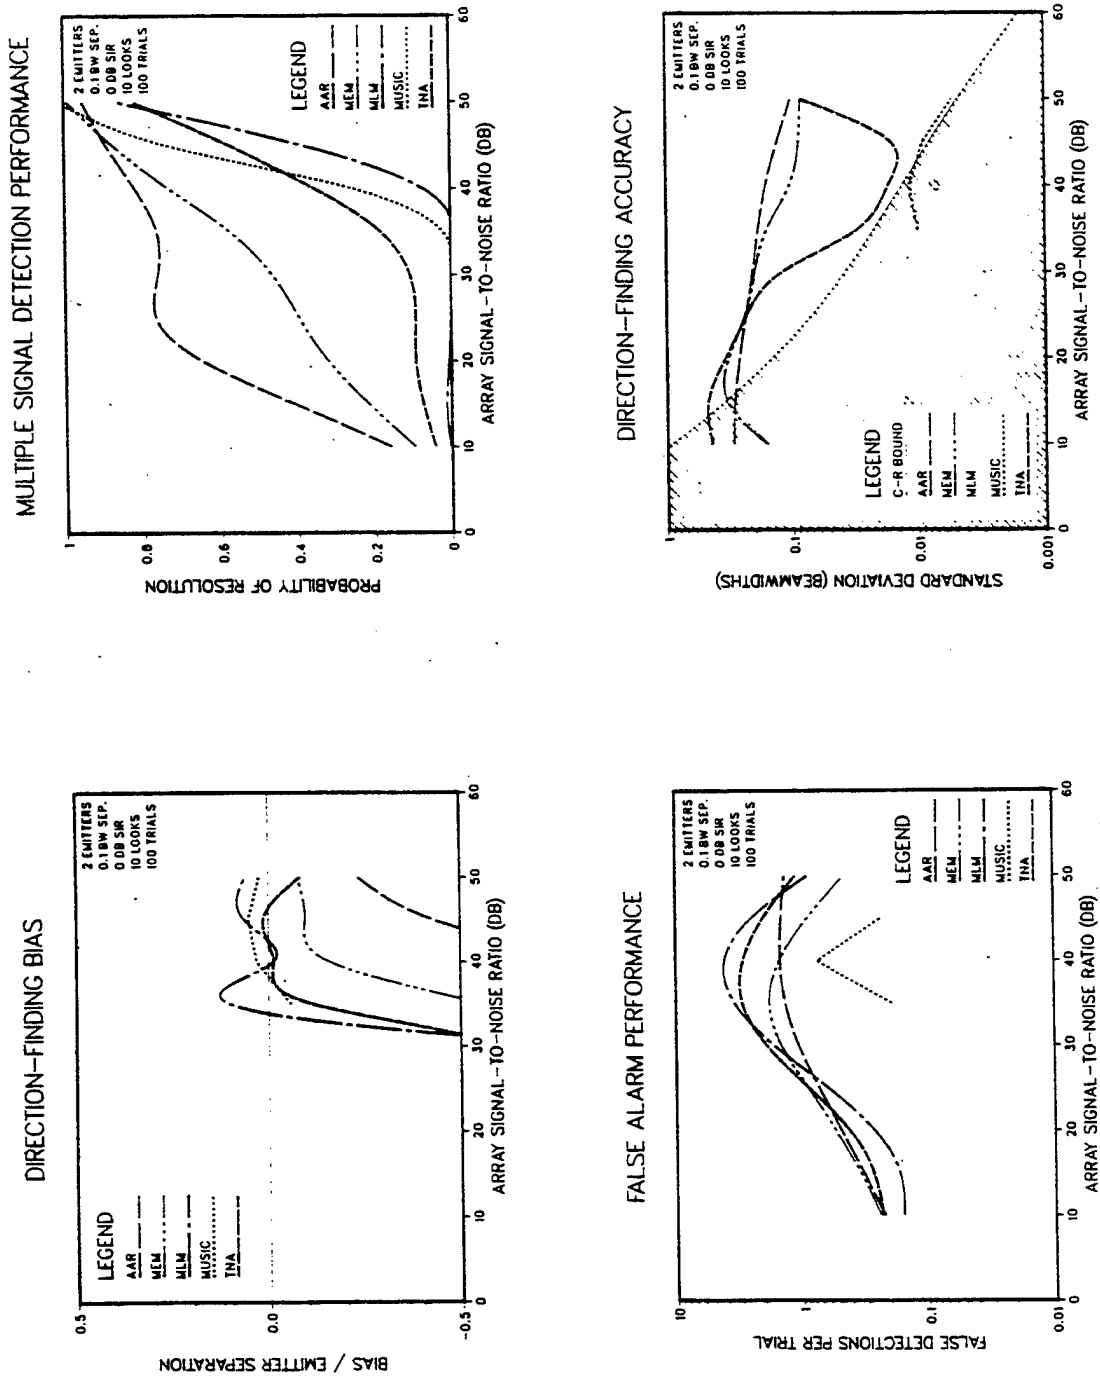 DIRECTION-FINDING BIAS
BIAS / EMITTER SEPARATION
0.5
0.0
-0.5
LEGEND
AAR
MEM
MLM
MUSIC
TNA
2 EMITTERS
0.1 BW SEP.
0 DB SIR
10 LOOKS
100 TRIALS
0 10 20 30 40 50 60
ARRAY SIGNAL-TO-NOISE RATIO (DB)
MULTIPLE SIGNAL DETECTION PERFORMANCE
PROBABILITY OF RESOLUTION
1
0.8
0.6
0.4
0.2
0
2 EMITTERS
0.1 BW SEP.
0 DB SIR
10 LOOKS
100 TRIALS
LEGEND
AAR
MEM
MLM
MUSIC
TNA
0 10 20 30 40 50 60
ARRAY SIGNAL-TO-NOISE RATIO (DB)
FALSE ALARM PERFORMANCE
FALSE DETECTIONS PER TRIAL
10
1
0.1
0.01
2 EMITTERS
0.1 BW SEP.
0 DB SIR
10 LOOKS
100 TRIALS
LEGEND
AAR
MEM
MLM
MUSIC
TNA
0 10 20 30 40 50 60
ARRAY SIGNAL-TO-NOISE RATIO (DB)
DIRECTION-FINDING ACCURACY
STANDARD DEVIATION (BEAMWIDTHS)
1
0.1
0.01
0.001
2 EMITTERS
0.1 BW SEP.
0 DB SIR
10 LOOKS
100 TRIALS
LEGEND
C-R BOUND
AAR
MEM
MLM
MUSIC
TNA
0 10 20 30 40 50 60
ARRAY SIGNAL-TO-NOISE RATIO (DB)